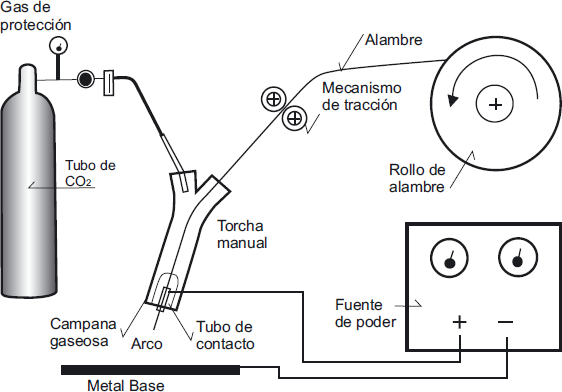 Gas de
protección
Alambre
Mecanismo
de tracción
Tubo de
CO₂
Rollo de
alambre
Torcha
manual
Fuente
de poder
+ −
Campana
gaseosa
Arco
Tubo de
contacto
Metal Base